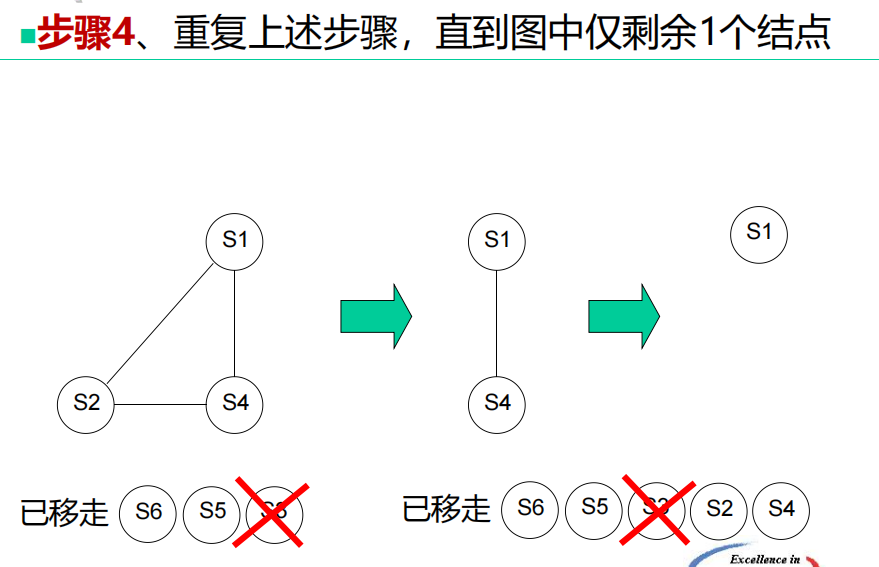 步骤4、重复上述步骤，直到图中仅剩余1个结点
S1
S2
S4
S1
S4
S1
已移走 S6 S5 S3
已移走 S6 S5 S3 S2 S4
Excellence in